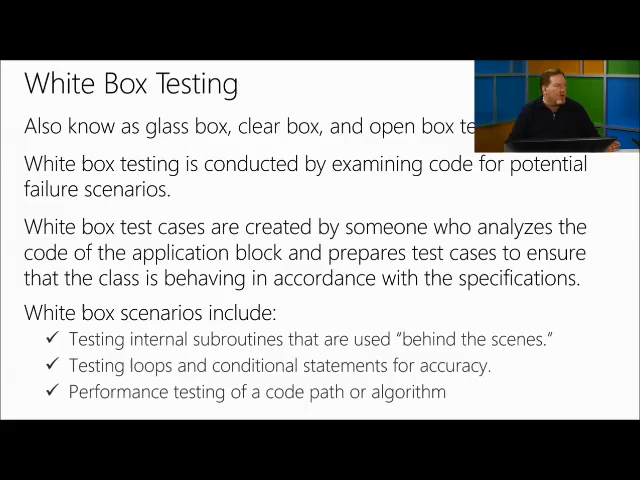 White Box Testing
Also know as glass box, clear box, and open box te
White box testing is conducted by examining code for potential
failure scenarios.
White box test cases are created by someone who analyzes the
code of the application block and prepares test cases to ensure
that the class is behaving in accordance with the specifications.
White box scenarios include:
✓ Testing internal subroutines that are used “behind the scenes.”
✓ Testing loops and conditional statements for accuracy.
✓ Performance testing of a code path or algorithm